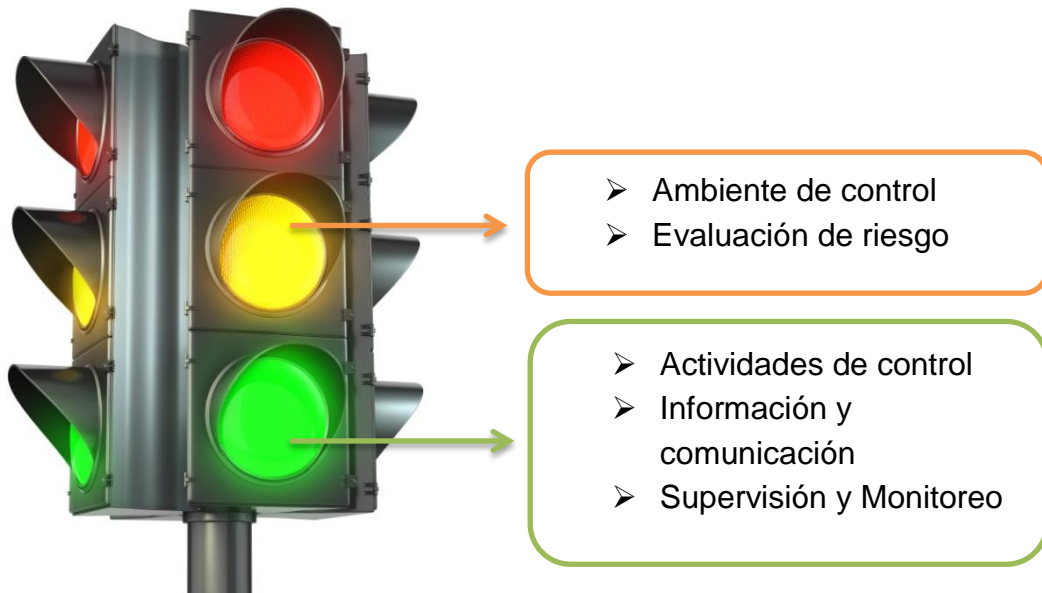 ➢ Ambiente de control
➢ Evaluación de riesgo
➢ Actividades de control
➢ Información y
comunicación
➢ Supervisión y Monitoreo